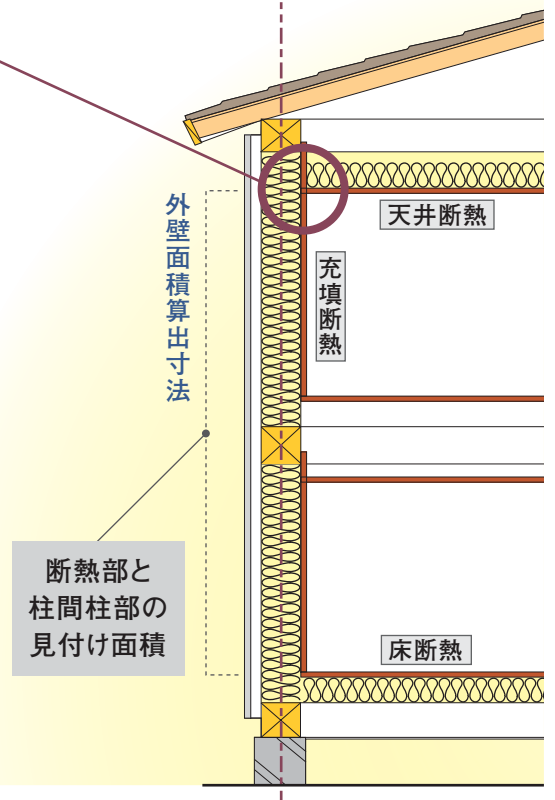 天井断熱
外壁面積算出寸法
充填断熱
断熱部と
柱間柱部の
見付け面積
床断熱